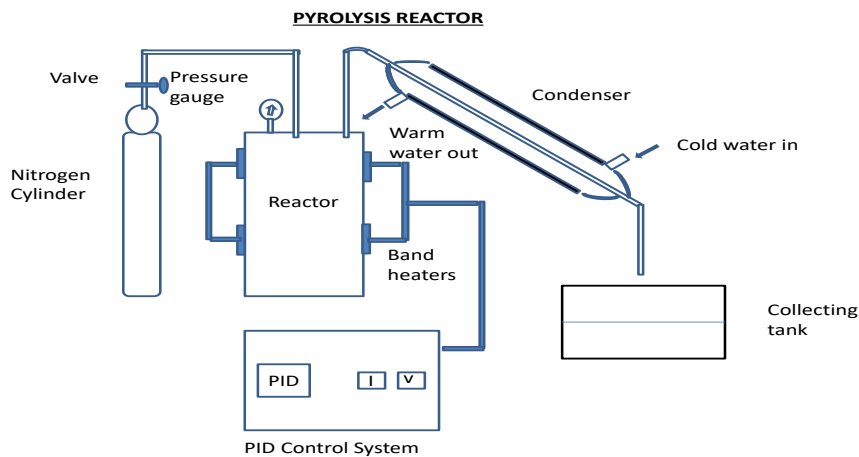 PYROLYSIS REACTOR
Valve
Pressure
gauge
Condenser
Warm
water out
Cold water in
Nitrogen
Cylinder
Reactor
Band
heaters
Collecting
tank
PID
I
V
PID Control System